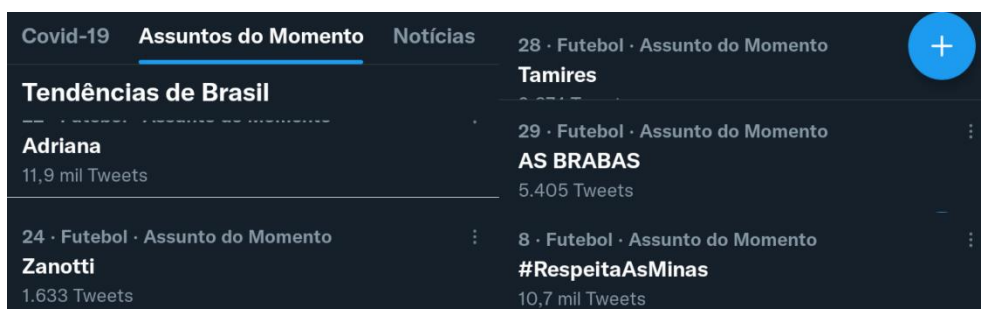 Covid-19 Assuntos do Momento Notícias
Tendências de Brasil
Adriana
11,9 mil Tweets
24 · Futebol · Assunto do Momento
Zanotti
1.633 Tweets
28 · Futebol · Assunto do Momento
Tamires
29 · Futebol · Assunto do Momento
AS BRABAS
5.405 Tweets
8 · Futebol · Assunto do Momento
#RespeitaAsMinas
10,7 mil Tweets